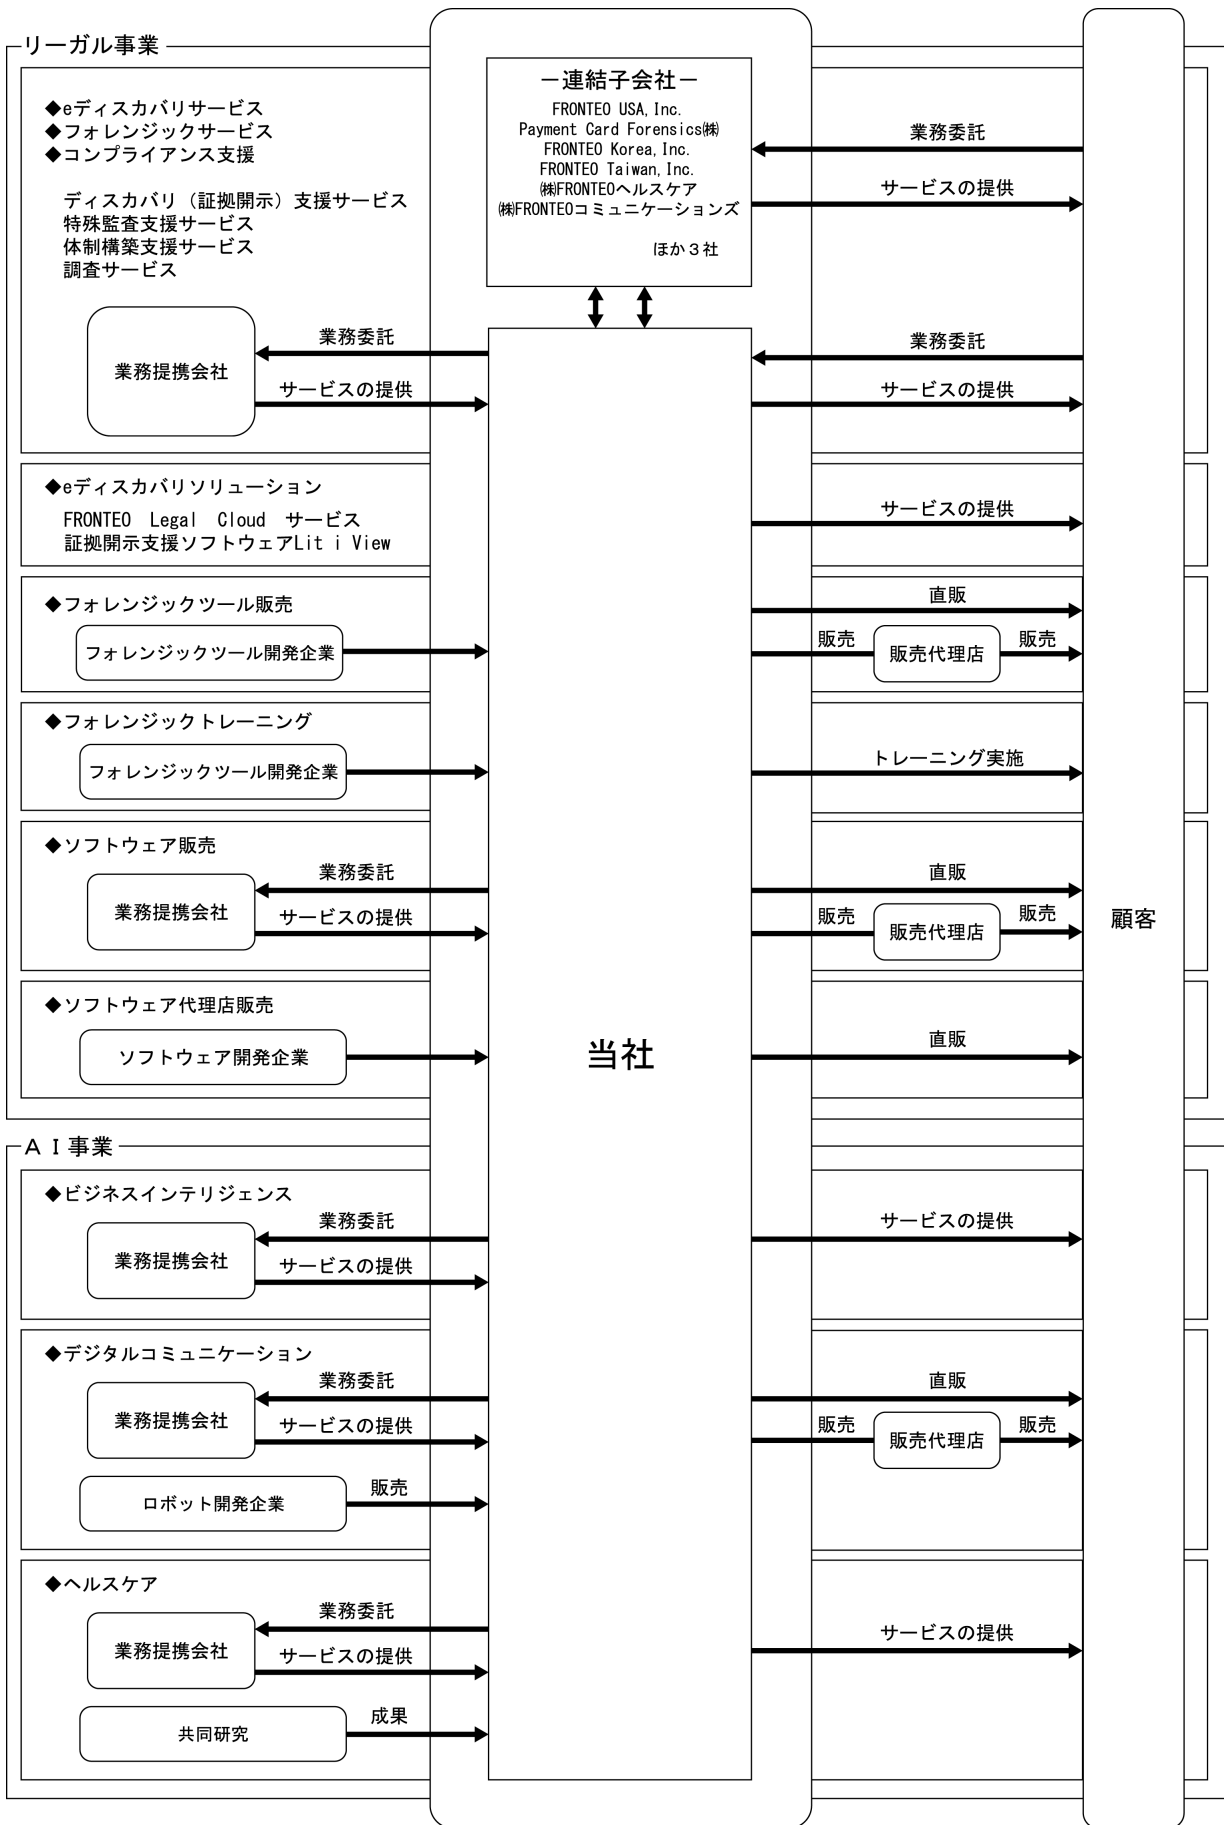 リーガル事業
◆eディスカバリサービス
◆フォレンジックサービス
◆コンプライアンス支援
ディスカバリ（証拠開示）支援サービス
特殊監査支援サービス
体制構築支援サービス
調査サービス
業務提携会社
業務委託
サービスの提供
－連結子会社－
FRONTEO USA, Inc.
Payment Card Forensics㈱
FRONTEO Korea, Inc.
FRONTEO Taiwan, Inc.
㈱FRONTEOヘルスケア
㈱FRONTEOコミュニケーションズ
ほか３社
業務委託
サービスの提供
業務委託
サービスの提供
◆eディスカバリソリューション
FRONTEO Legal Cloud サービス
証拠開示支援ソフトウェアLit i View
サービスの提供
◆フォレンジックツール販売
フォレンジックツール開発企業
直販
販売
販売代理店
販売
◆フォレンジックトレーニング
フォレンジックツール開発企業
トレーニング実施
◆ソフトウェア販売
業務提携会社
業務委託
サービスの提供
直販
販売
販売代理店
販売
顧客
◆ソフトウェア代理店販売
ソフトウェア開発企業
当社
直販
ＡＩ事業
◆ビジネスインテリジェンス
業務提携会社
業務委託
サービスの提供
サービスの提供
◆デジタルコミュニケーション
業務提携会社
業務委託
サービスの提供
直販
販売
販売代理店
販売
ロボット開発企業
販売
◆ヘルスケア
業務提携会社
業務委託
サービスの提供
サービスの提供
共同研究
成果